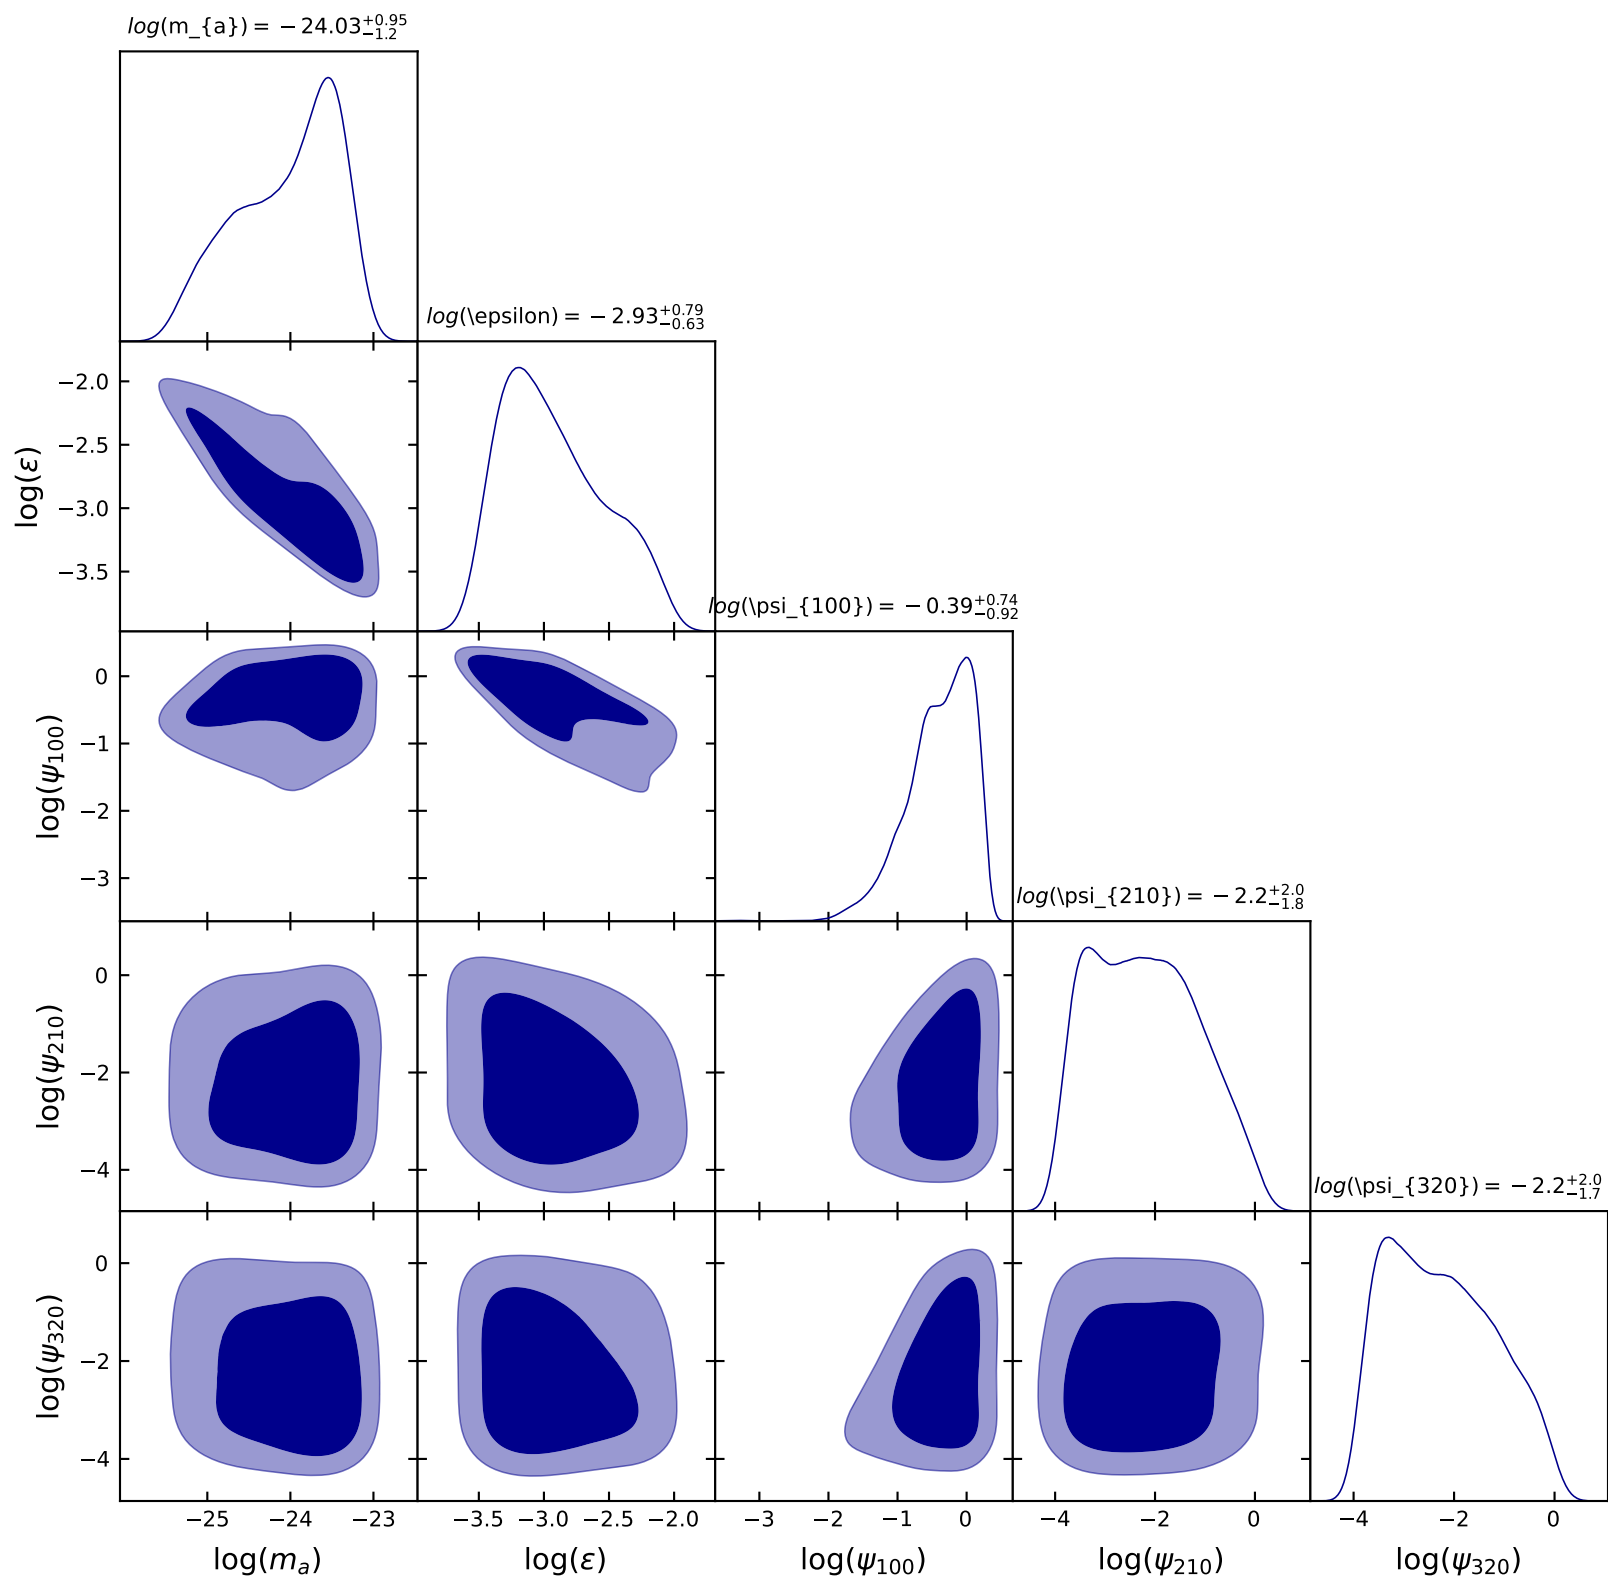 log(m_{a}) = −24.03^{+0.95}_{−1.2}
log(\epsilon) = −2.93^{+0.79}_{−0.63}
−2.0
−2.5
−3.0
−3.5
log(ε)
log(\psi_{100}) = −0.39^{+0.74}_{−0.92}
0
−1
−2
−3
log(ψ₁₀₀)
log(\psi_{210}) = −2.2^{+2.0}_{−1.8}
0
−2
−4
log(ψ₂₁₀)
log(\psi_{320}) = −2.2^{+2.0}_{−1.7}
0
−2
−4
log(ψ₃₂₀)
−25 −24 −23 −3.5 −3.0 −2.5 −2.0 −3 −2 −1 0 −4 −2 0 −4 −2 0
log(mₐ) log(ε) log(ψ₁₀₀) log(ψ₂₁₀) log(ψ₃₂₀)